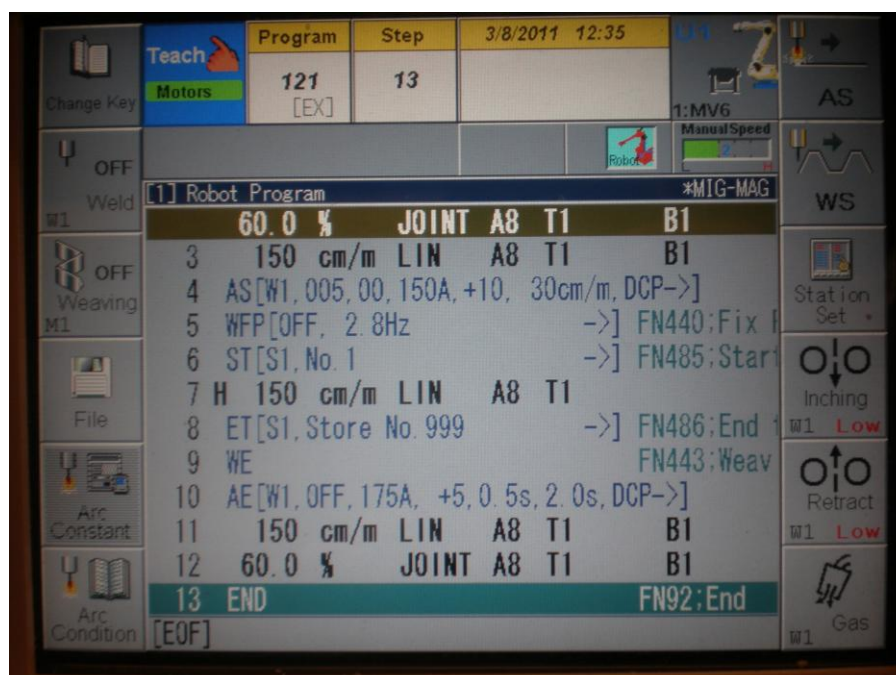 Change Key
Teach
Motors
Program
121
[EX]
Step
13
3/8/2011 12:35
U1
1:MV6
AS
OFF
Weld
W1
Robot
Manual Speed
2
H
WS
[1] Robot Program *MIG-MAG
60.0 % JOINT A8 T1 B1
3 150 cm/m LIN A8 T1 B1
4 AS[W1,005,00,150A,+10, 30cm/m,DCP->]
5 WFP[OFF, 2.8Hz ->] FN440;Fix
6 ST[S1,No.1 ->] FN485;Start
7 H 150 cm/m LIN A8 T1
8 ET[S1,Store No.999 ->] FN486;End
9 WE FN443;Weav
10 AE[W1,OFF,175A, +5,0.5s,2.0s,DCP->]
11 150 cm/m LIN A8 T1 B1
12 60.0 % JOINT A8 T1 B1
13 END FN92;End
[EOF]
OFF
Weaving
M1
File
Arc
Constant
Arc
Condition
Station
Set
Inching
W1 Low
Retract
W1 Low
Gas
W1